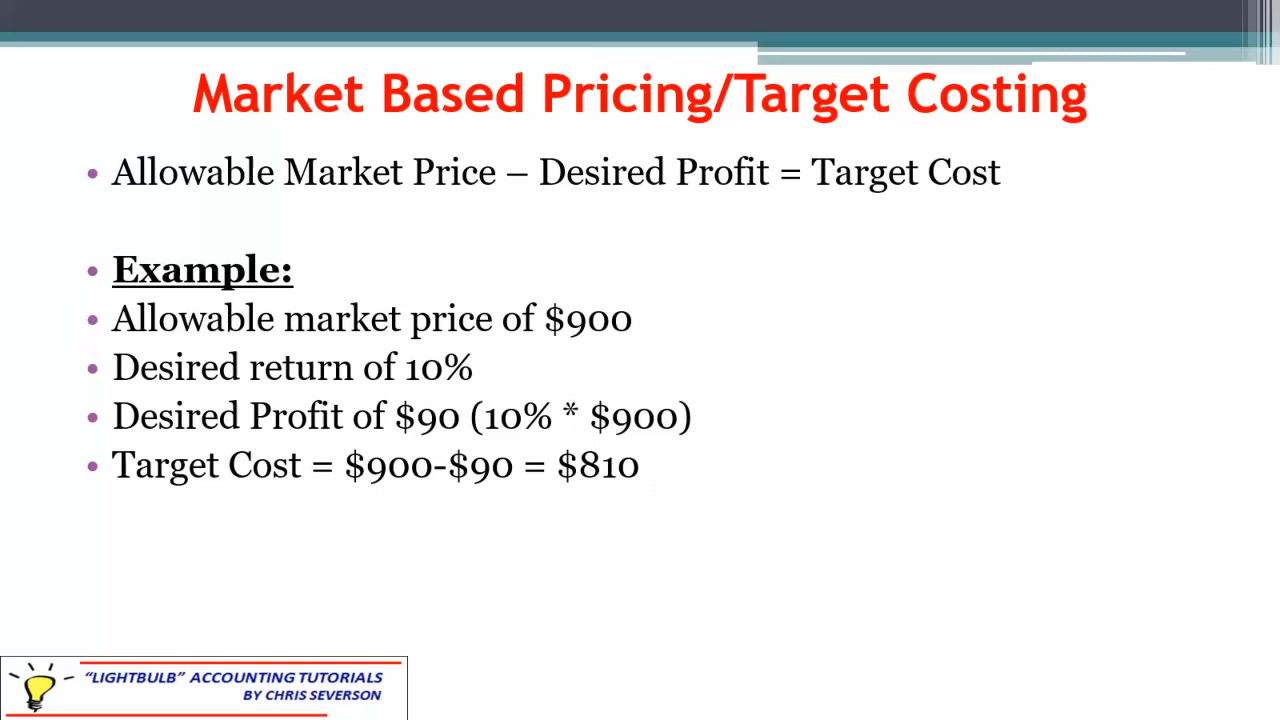 Market Based Pricing/Target Costing
• Allowable Market Price – Desired Profit = Target Cost
• Example:
• Allowable market price of $900
• Desired return of 10%
• Desired Profit of $90 (10% * $900)
• Target Cost = $900-$90 = $810
“LIGHTBULB” ACCOUNTING TUTORIALS
BY CHRIS SEVERSON